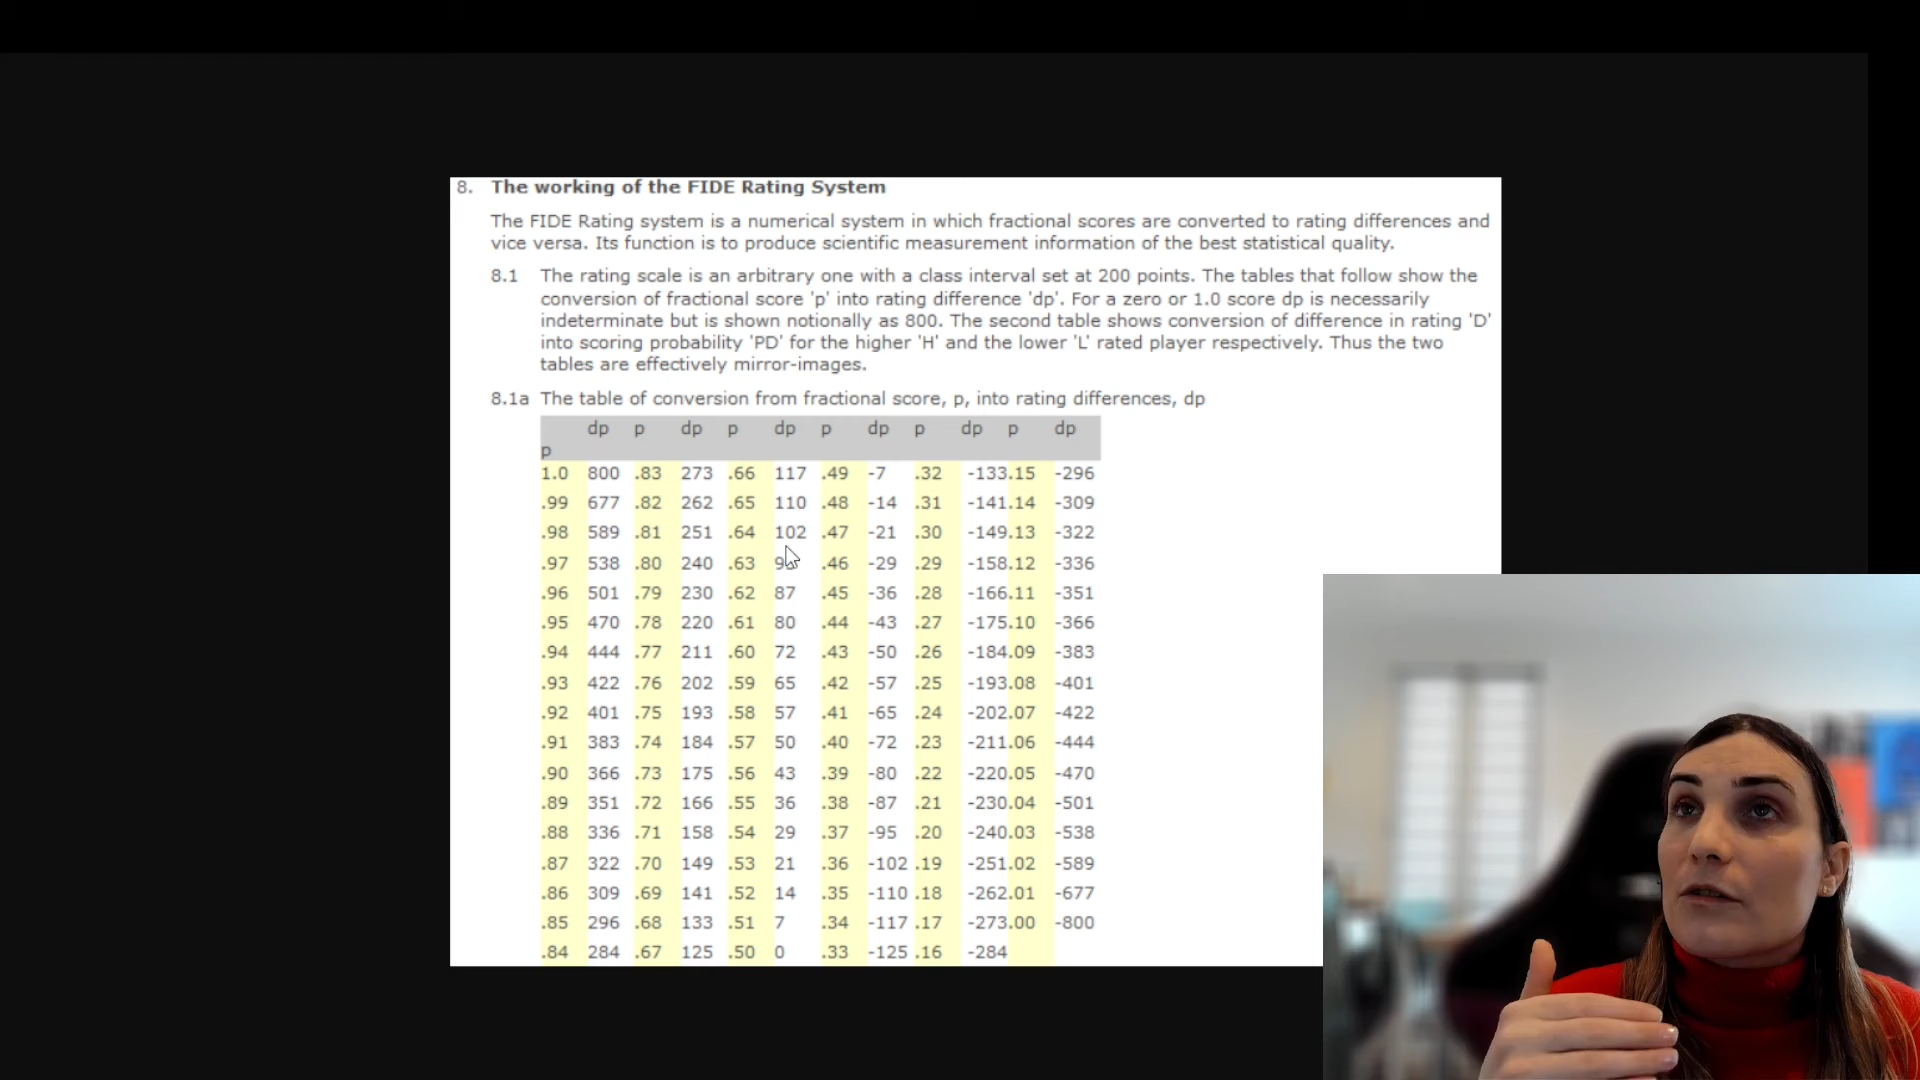 8. The working of the FIDE Rating System
The FIDE Rating system is a numerical system in which fractional scores are converted to rating differences and
vice versa. Its function is to produce scientific measurement information of the best statistical quality.
8.1 The rating scale is an arbitrary one with a class interval set at 200 points. The tables that follow show the
conversion of fractional score 'p' into rating difference 'dp'. For a zero or 1.0 score dp is necessarily
indeterminate but is shown notionally as 800. The second table shows conversion of difference in rating 'D'
into scoring probability 'PD' for the higher 'H' and the lower 'L' rated player respectively. Thus the two
tables are effectively mirror-images.
8.1a The table of conversion from fractional score, p, into rating differences, dp
dp p dp p dp p dp p dp p dp
p
1.0 800 .83 273 .66 117 .49 -7 .32 -133 .15 -296
.99 677 .82 262 .65 110 .48 -14 .31 -141 .14 -309
.98 589 .81 251 .64 102 .47 -21 .30 -149 .13 -322
.97 538 .80 240 .63 .46 -29 .29 -158 .12 -336
.96 501 .79 230 .62 87 .45 -36 .28 -166 .11 -351
.95 470 .78 220 .61 80 .44 -43 .27 -175 .10 -366
.94 444 .77 211 .60 72 .43 -50 .26 -184 .09 -383
.93 422 .76 202 .59 65 .42 -57 .25 -193 .08 -401
.92 401 .75 193 .58 57 .41 -65 .24 -202 .07 -422
.91 383 .74 184 .57 50 .40 -72 .23 -211 .06 -444
.90 366 .73 175 .56 43 .39 -80 .22 -220 .05 -470
.89 351 .72 166 .55 36 .38 -87 .21 -230 .04 -501
.88 336 .71 158 .54 29 .37 -95 .20 -240 .03 -538
.87 322 .70 149 .53 21 .36 -102 .19 -251 .02 -589
.86 309 .69 141 .52 14 .35 -110 .18 -262 .01 -677
.85 296 .68 133 .51 7 .34 -117 .17 -273 .00 -800
.84 284 .67 125 .50 0 .33 -125 .16 -284